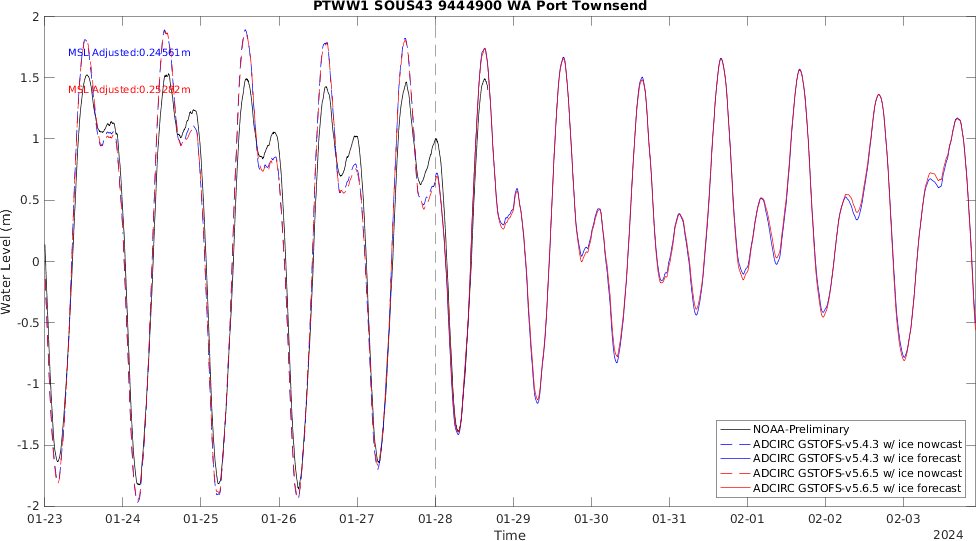 PTWW1 SOUS43 9444900 WA Port Townsend
2
MSL Adjusted:0.24561m
1.5
MSL Adjusted:0.25282m
1
0.5
Water Level (m)
0
-0.5
-1
-1.5
-2
NOAA-Preliminary
ADCIRC GSTOFS-v5.4.3 w/ ice nowcast
ADCIRC GSTOFS-v5.4.3 w/ ice forecast
ADCIRC GSTOFS-v5.6.5 w/ ice nowcast
ADCIRC GSTOFS-v5.6.5 w/ ice forecast
01-23 01-24 01-25 01-26 01-27 01-28 01-29 01-30 01-31 02-01 02-02 02-03
Time
2024